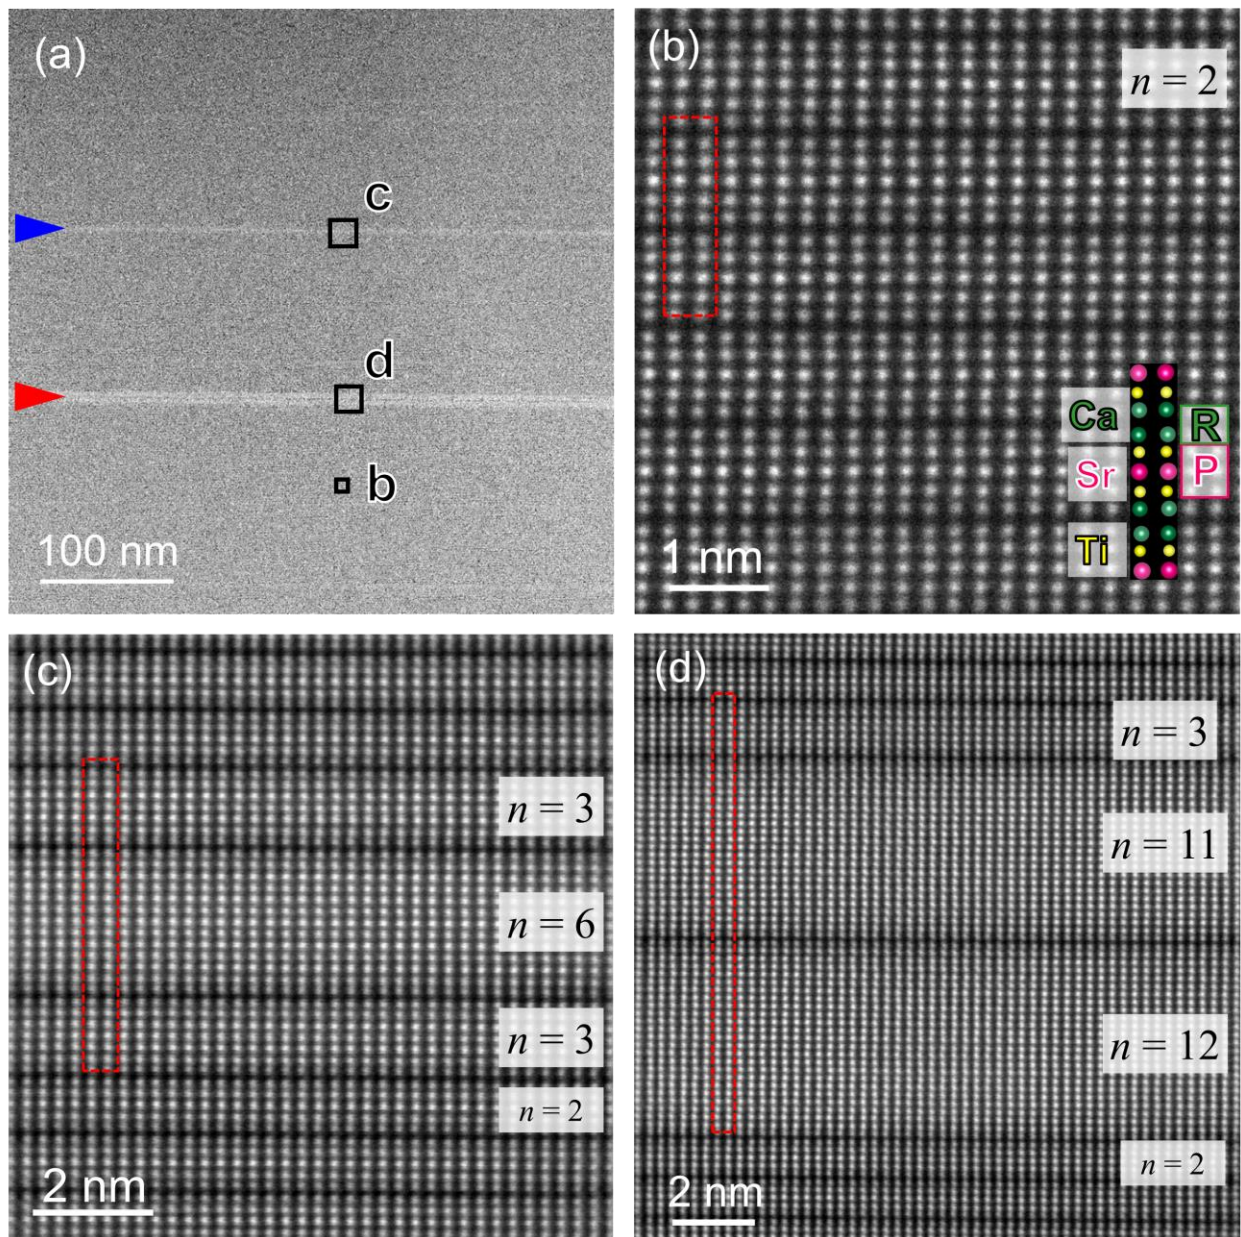 (a)
c
d
b
100 nm
(b)
n = 2
Ca
R
Sr
P
Ti
1 nm
(c)
n = 3
n = 6
n = 3
n = 2
2 nm
(d)
n = 3
n = 11
n = 12
n = 2
2 nm